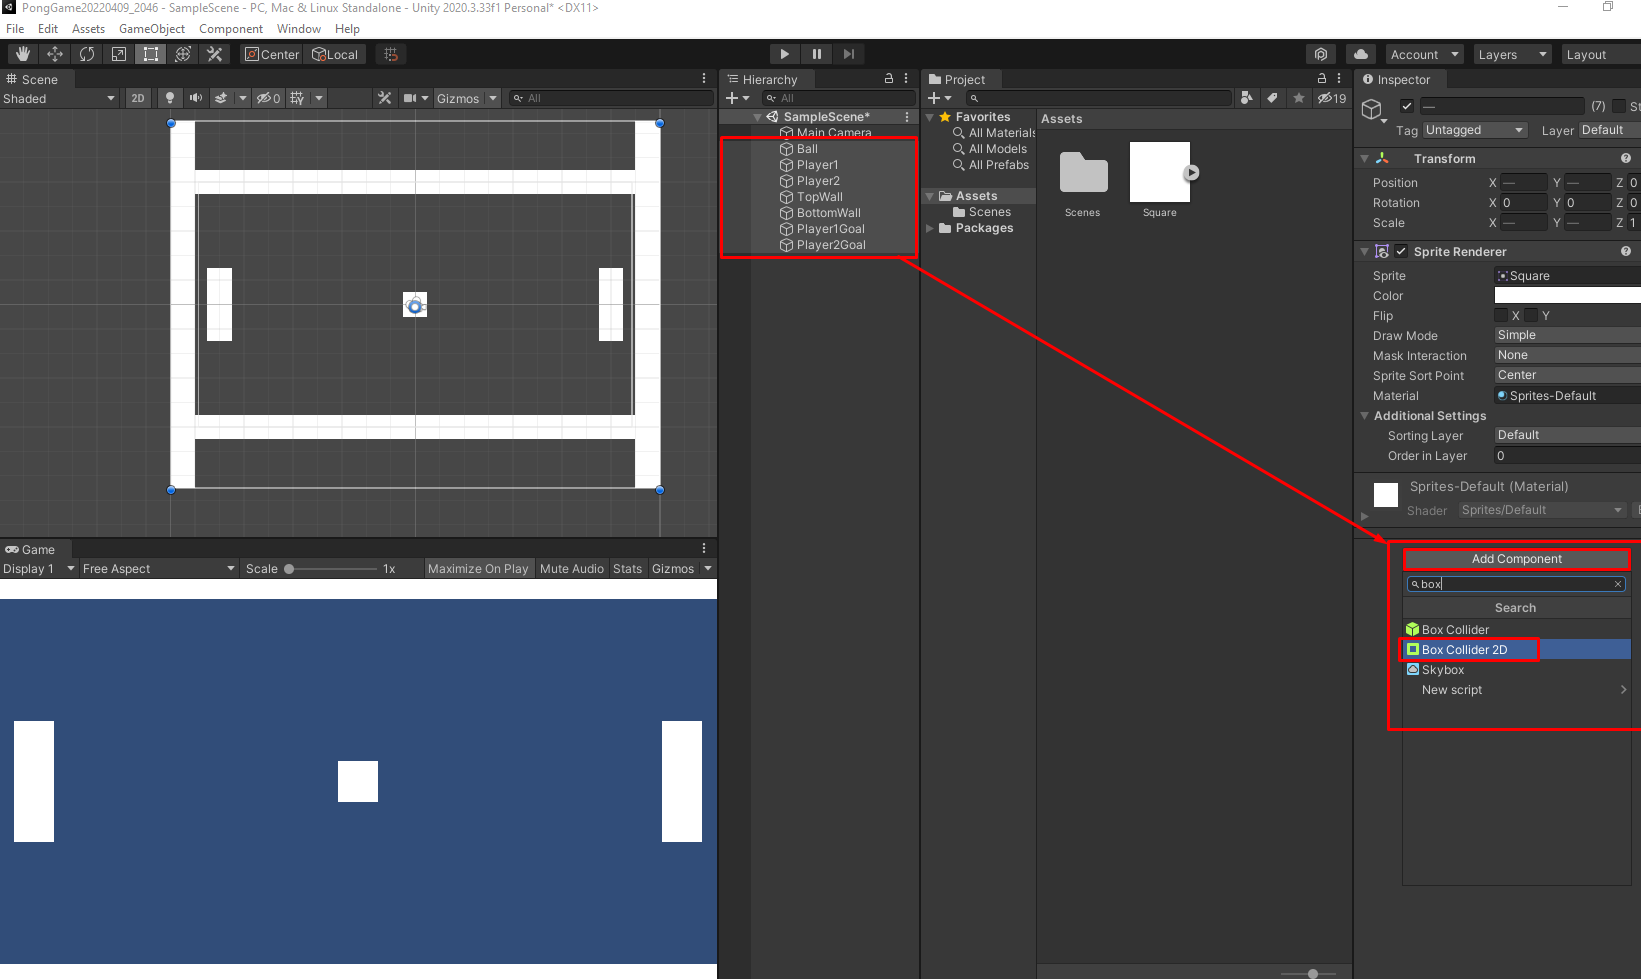 PongGame20220409_2046 - SampleScene - PC, Mac & Linux Standalone - Unity 2020.3.33f1 Personal* <DX11>
File Edit Assets GameObject Component Window Help
Center Local Account Layers Layout
Scene
Shaded 2D 0 Gizmos All
Hierarchy
All
SampleScene*
Main Camera
Ball
Player1
Player2
TopWall
BottomWall
Player1Goal
Player2Goal
Project
19
Favorites
All Materials
All Models
All Prefabs
Assets
Scenes
Packages
Assets
Scenes
Square
Inspector
— (7) St
Tag Untagged Layer Default
Transform
Position X — Y — Z 0
Rotation X 0 Y 0 Z 0
Scale X — Y — Z 1
Sprite Renderer
Sprite Square
Color
Flip X Y
Draw Mode Simple
Mask Interaction None
Sprite Sort Point Center
Material Sprites-Default
Additional Settings
Sorting Layer Default
Order in Layer 0
Sprites-Default (Material)
Shader Sprites/Default
Add Component
box
Search
Box Collider
Box Collider 2D
Skybox
New script
Game
Display 1 Free Aspect Scale 1x Maximize On Play Mute Audio Stats Gizmos